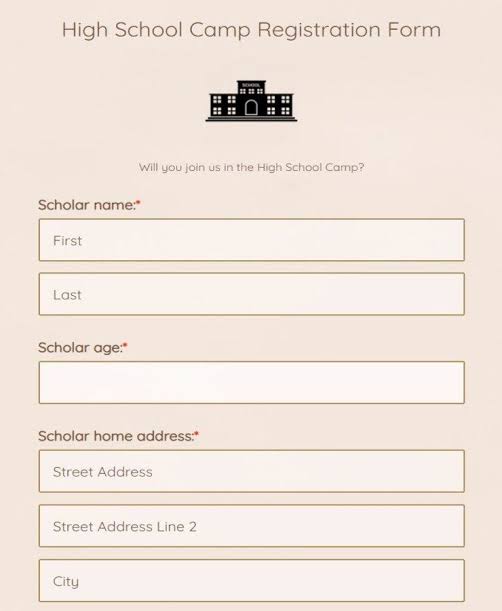 High School Camp Registration Form
SCHOOL
Will you join us in the High School Camp?
Scholar name:*
First
Last
Scholar age:*
Scholar home address:*
Street Address
Street Address Line 2
City